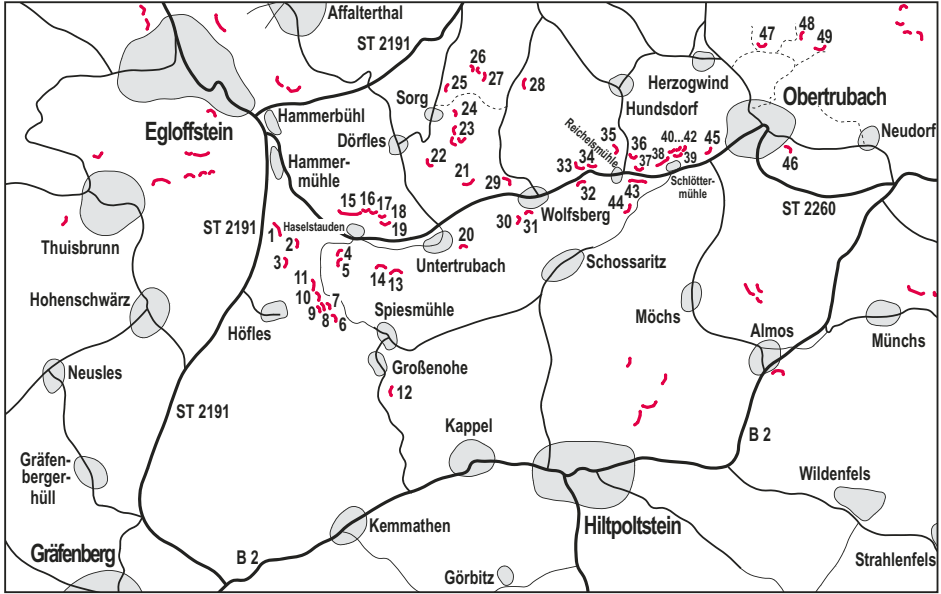 Affalterthal
ST 2191
47
48
49
26
27
25
28
Herzogwind
Sorg
Hundsdorf
Obertrubach
24
Hammerbühl
Egloffstein
23
Dörfles
35
Reichelsmühle
36
40...42
45
Neudorf
38
39
Hammer-
mühle
22
21
33
34
37
46
29
32
43
Schlötter-
mühle
44
15
16
17
18
19
30
31
Wolfsberg
ST 2260
ST 2191
Haselstauden
1
2
20
Thuisbrunn
3
4
5
14
13
Untertrubach
Schossaritz
11
10
9
8
7
6
Hohenschwärz
Höfles
Spiesmühle
Möchs
Almos
Münchs
Neusles
Großenohe
12
ST 2191
Kappel
B 2
Gräfen-
berger-
hüll
Wildenfels
Kemmathen
Hiltpoltstein
Gräfenberg
B 2
Strahlenfels
Görbitz